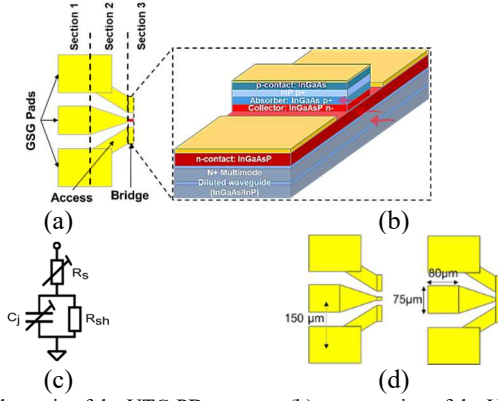 Section 1
Section 2
Section 3
GSG Pads
Access
Bridge
(a)
p-contact: InGaAs
InP p+
Absorber: InGaAs p+
Collector: InGaAsP n-
n-contact: InGaAsP
N+ Multimode
Diluted waveguide
(InGaAs/InP)
(b)
Rs
Cj
Rsh
(c)
150 µm
80µm
75µm
(d)